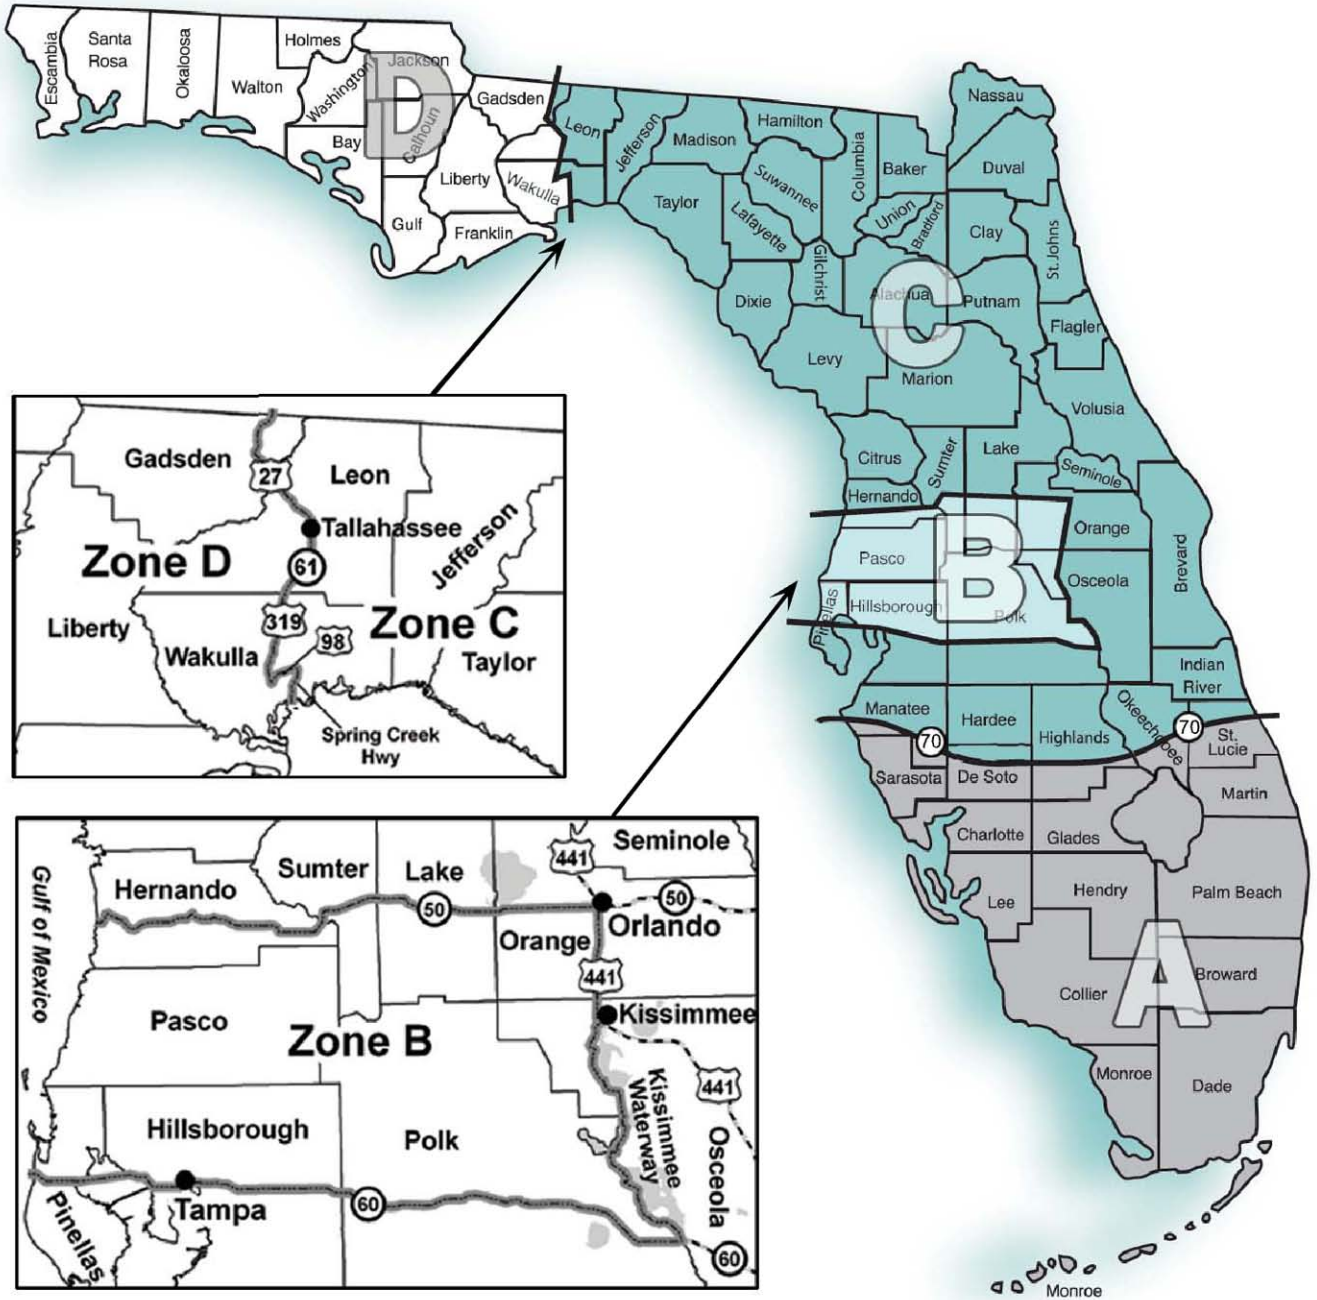 Escambia
Santa
Rosa
Okaloosa
Walton
Holmes
Washington
Jackson
D
Bay
Calhoun
Gadsden
Liberty
Wakulla
Gulf
Franklin
Leon
Jefferson
Madison
Hamilton
Taylor
Suwannee
Lafayette
Columbia
Baker
Nassau
Duval
Union
Bradford
Clay
St. Johns
Gilchrist
Dixie
Alachua
C
Putnam
Flagler
Levy
Marion
Volusia
Citrus
Sumter
Lake
Seminole
Hernando
Orange
Pasco
B
Osceola
Brevard
Pinellas
Hillsborough
Polk
Indian
River
Manatee
Hardee
Highlands
Okeechobee
70
70
St.
Lucie
Sarasota
De Soto
Martin
Charlotte
Glades
Lee
Hendry
Palm Beach
A
Collier
Broward
Monroe
Dade
Monroe
Gadsden
27
Leon
Tallahassee
Zone D
61
Jefferson
Liberty
319
98
Zone C
Wakulla
Taylor
Spring Creek
Hwy
Gulf of Mexico
Hernando
Sumter
Lake
441
Seminole
50
50
Orange
Orlando
441
Pasco
Zone B
Kissimmee
441
Kissimmee
Waterway
Hillsborough
Polk
Osceola
Pinellas
Tampa
60
60